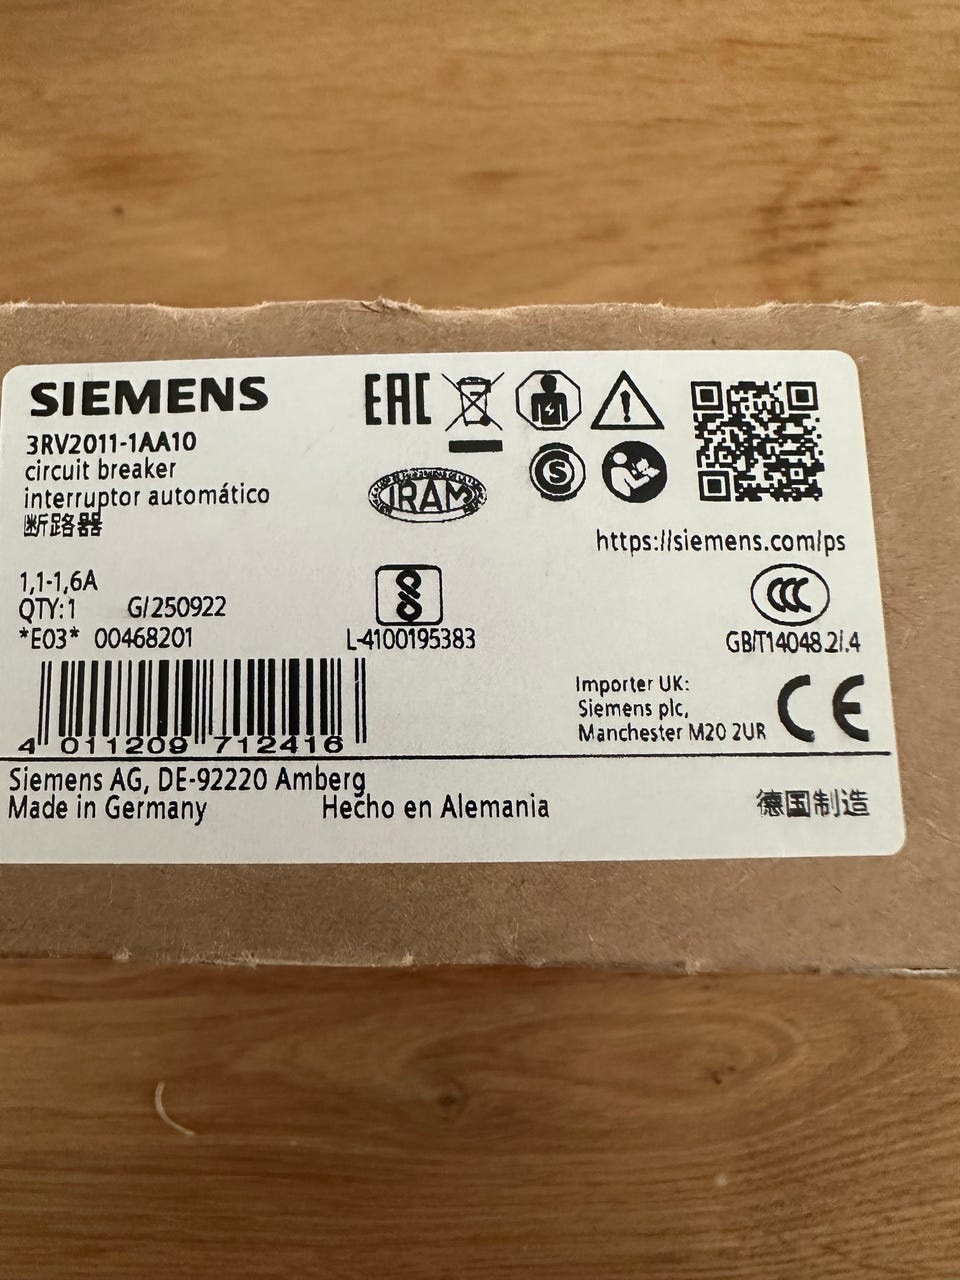 SIEMENS
3RV2011-1AA10
circuit breaker
interruptor automático
断路器
EAC
IRAM
S
https://siemens.com/ps
1,1-1,6A
QTY:1 G/250922
*E03* 00468201
L-4100195383
CCC
GB/T14048.2/.4
4 011209 712416
Importer UK:
Siemens plc,
Manchester M20 2UR
CE
Siemens AG, DE-92220 Amberg
Made in Germany Hecho en Alemania 德国制造